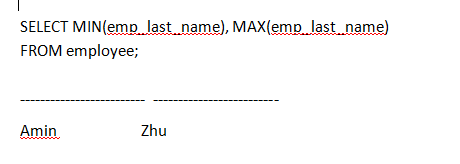 SELECT MIN(emp_last_name), MAX(emp_last_name)
FROM employee;
------------------------- -------------------------
Amin Zhu